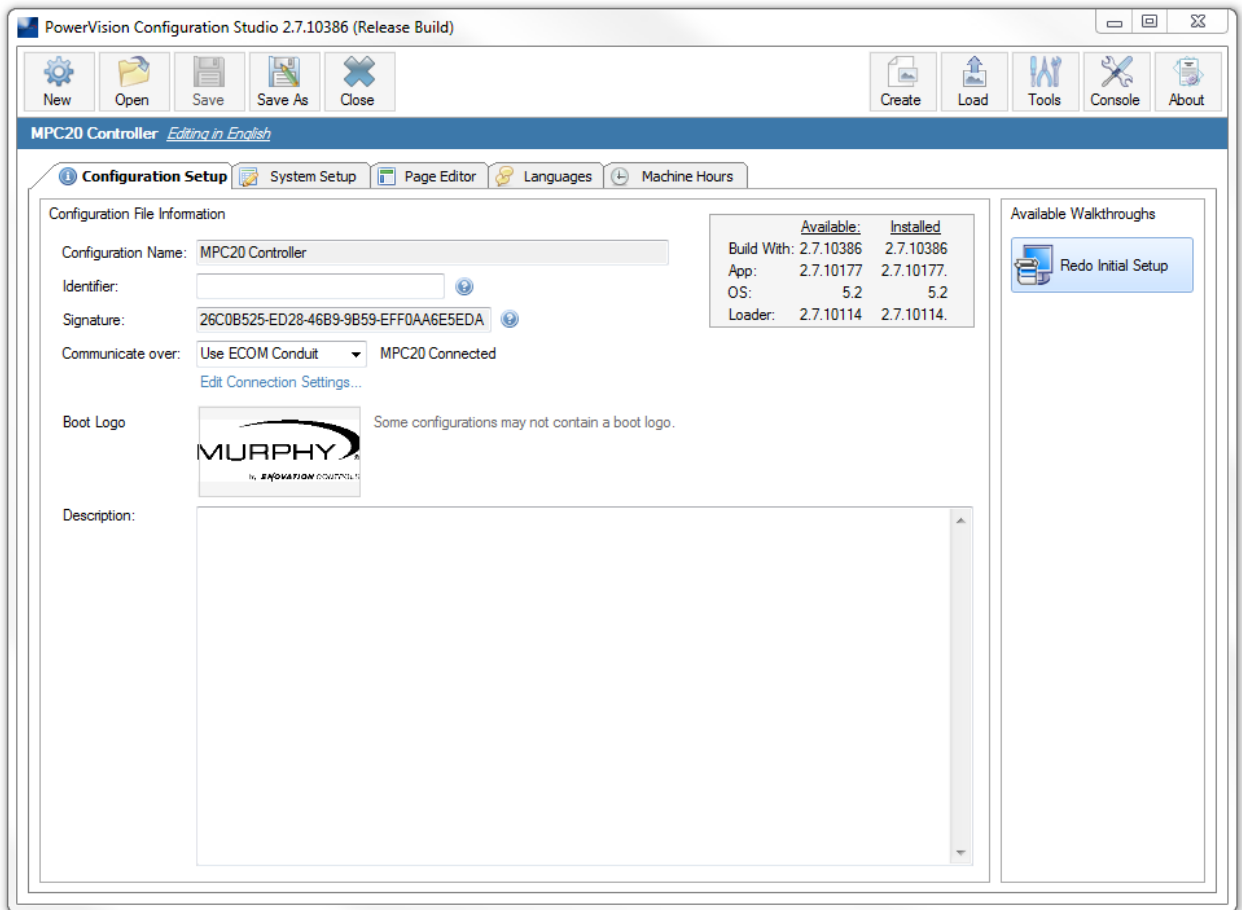 PowerVision Configuration Studio 2.7.10386 (Release Build)
New Open Save Save As Close Create Load Tools Console About
MPC20 Controller Editing in English
Configuration Setup System Setup Page Editor Languages Machine Hours
Configuration File Information
Configuration Name: MPC20 Controller
Identifier:
Signature: 26C0B525-ED28-46B9-9B59-EFF0AA6E5EDA
Communicate over: Use ECOM Conduit MPC20 Connected
Edit Connection Settings...
Available: Installed
Build With: 2.7.10386 2.7.10386
App: 2.7.10177 2.7.10177.
OS: 5.2 5.2
Loader: 2.7.10114 2.7.10114.
Boot Logo
MURPHY
by ENOVATION CONTROLS
Some configurations may not contain a boot logo.
Description:
Available Walkthroughs
Redo Initial Setup